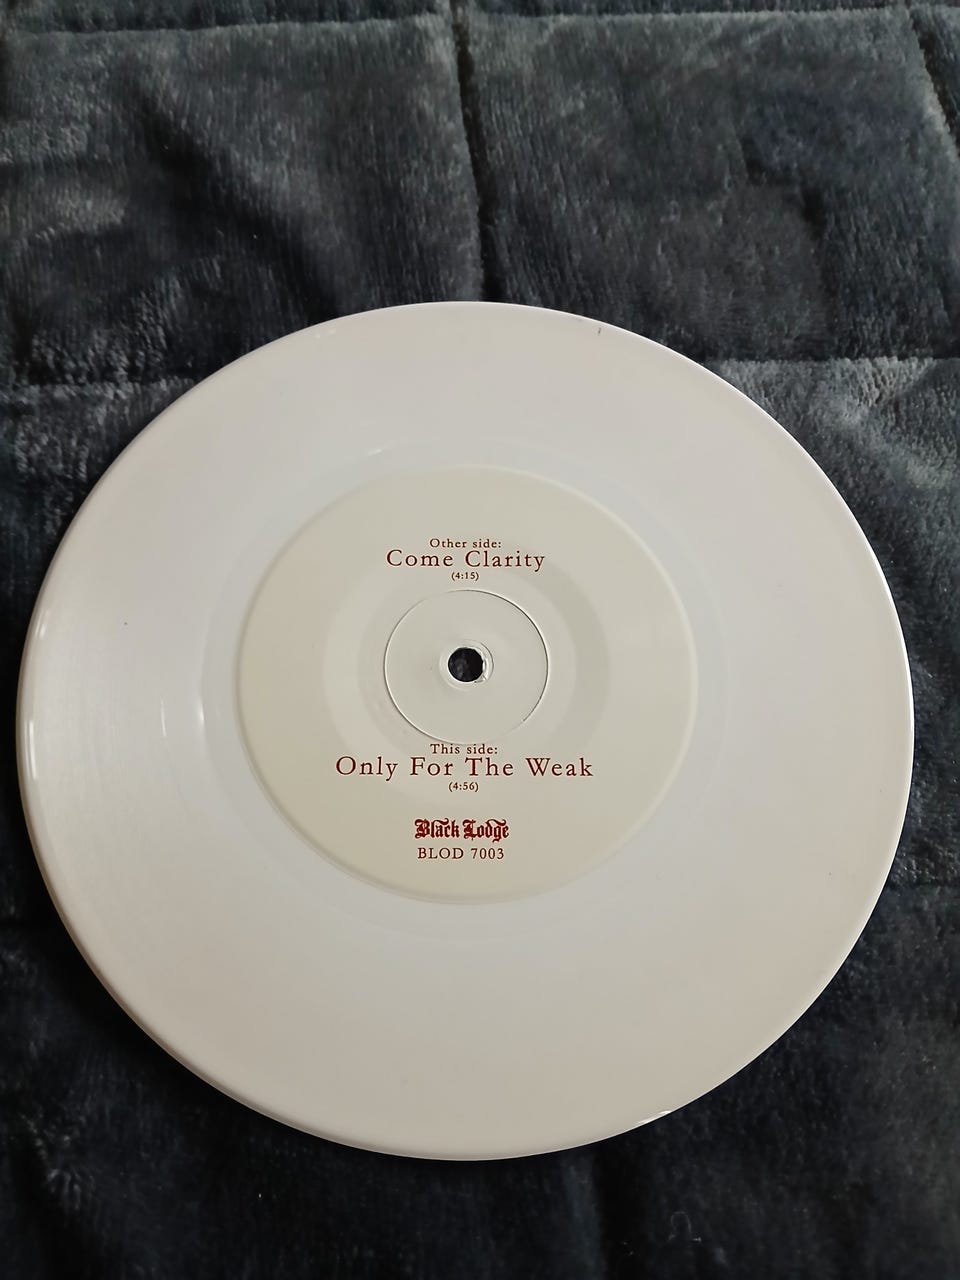 Other side:
Come Clarity
(4:15)
This side:
Only For The Weak
(4:56)
Black Lodge
BLOD 7003